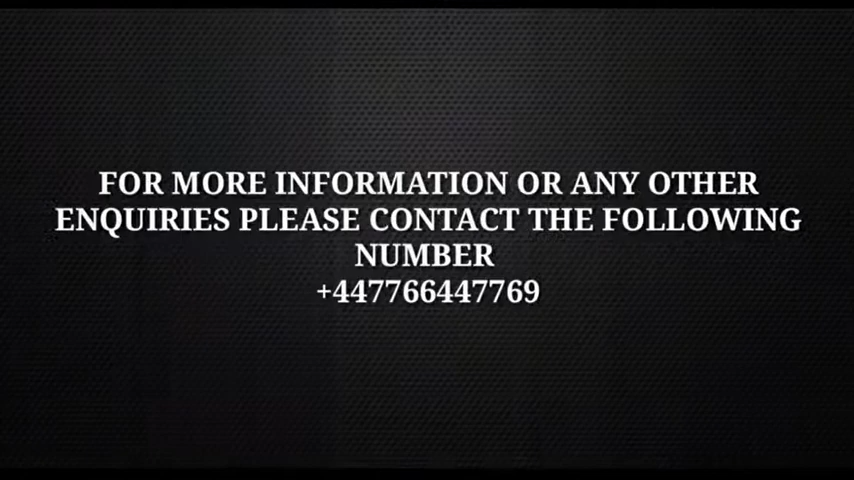 FOR MORE INFORMATION OR ANY OTHER
ENQUIRIES PLEASE CONTACT THE FOLLOWING
NUMBER
+447766447769